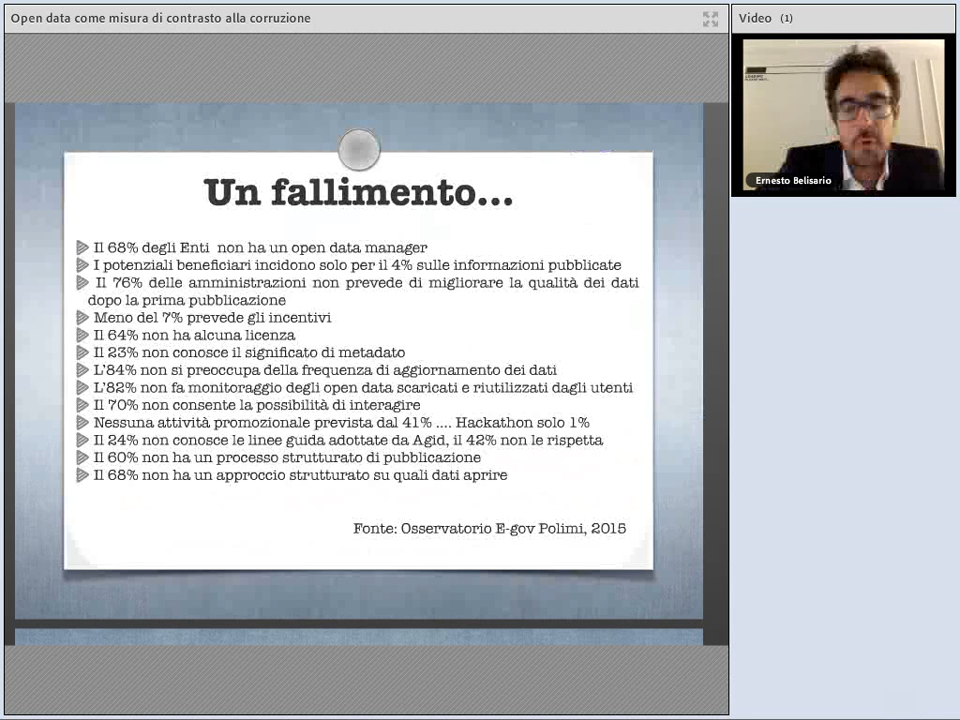 Open data come misura di contrasto alla corruzione
Video (1)
Ernesto Belisario
Un fallimento...
Il 68% degli Enti non ha un open data manager
I potenziali beneficiari incidono solo per il 4% sulle informazioni pubblicate
Il 76% delle amministrazioni non prevede di migliorare la qualità dei dati
dopo la prima pubblicazione
Meno del 7% prevede gli incentivi
Il 64% non ha alcuna licenza
Il 23% non conosce il significato di metadato
L'84% non si preoccupa della frequenza di aggiornamento dei dati
L'82% non fa monitoraggio degli open data scaricati e riutilizzati dagli utenti
Il 70% non consente la possibilità di interagire
Nessuna attività promozionale prevista dal 41% .... Hackathon solo 1%
Il 24% non conosce le linee guida adottate da Agid, il 42% non le rispetta
Il 60% non ha un processo strutturato di pubblicazione
Il 68% non ha un approccio strutturato su quali dati aprire
Fonte: Osservatorio E-gov Polimi, 2015